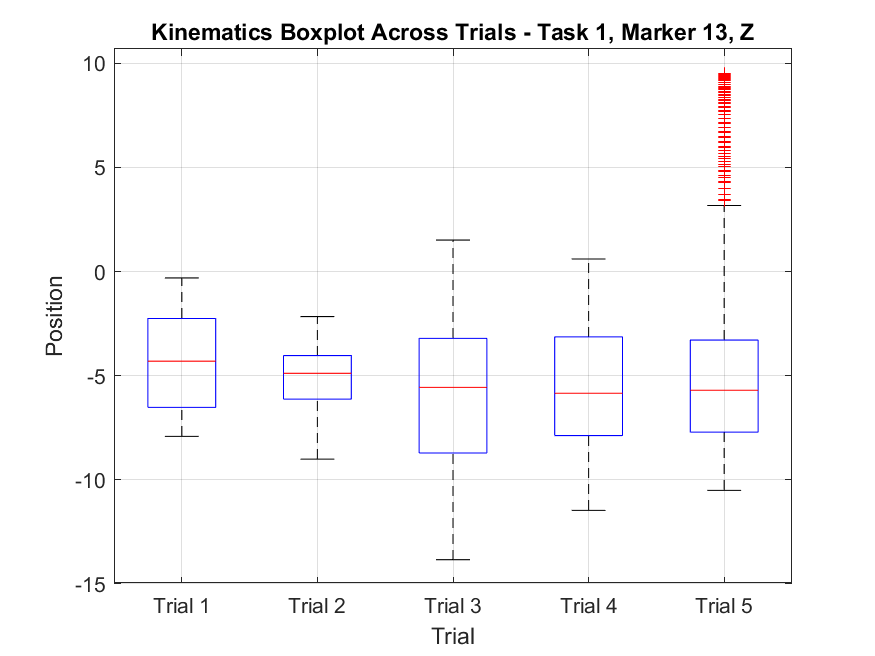 Kinematics Boxplot Across Trials - Task 1, Marker 13, Z
10
5
0
-5
-10
-15
Position
Trial 1 Trial 2 Trial 3 Trial 4 Trial 5
Trial